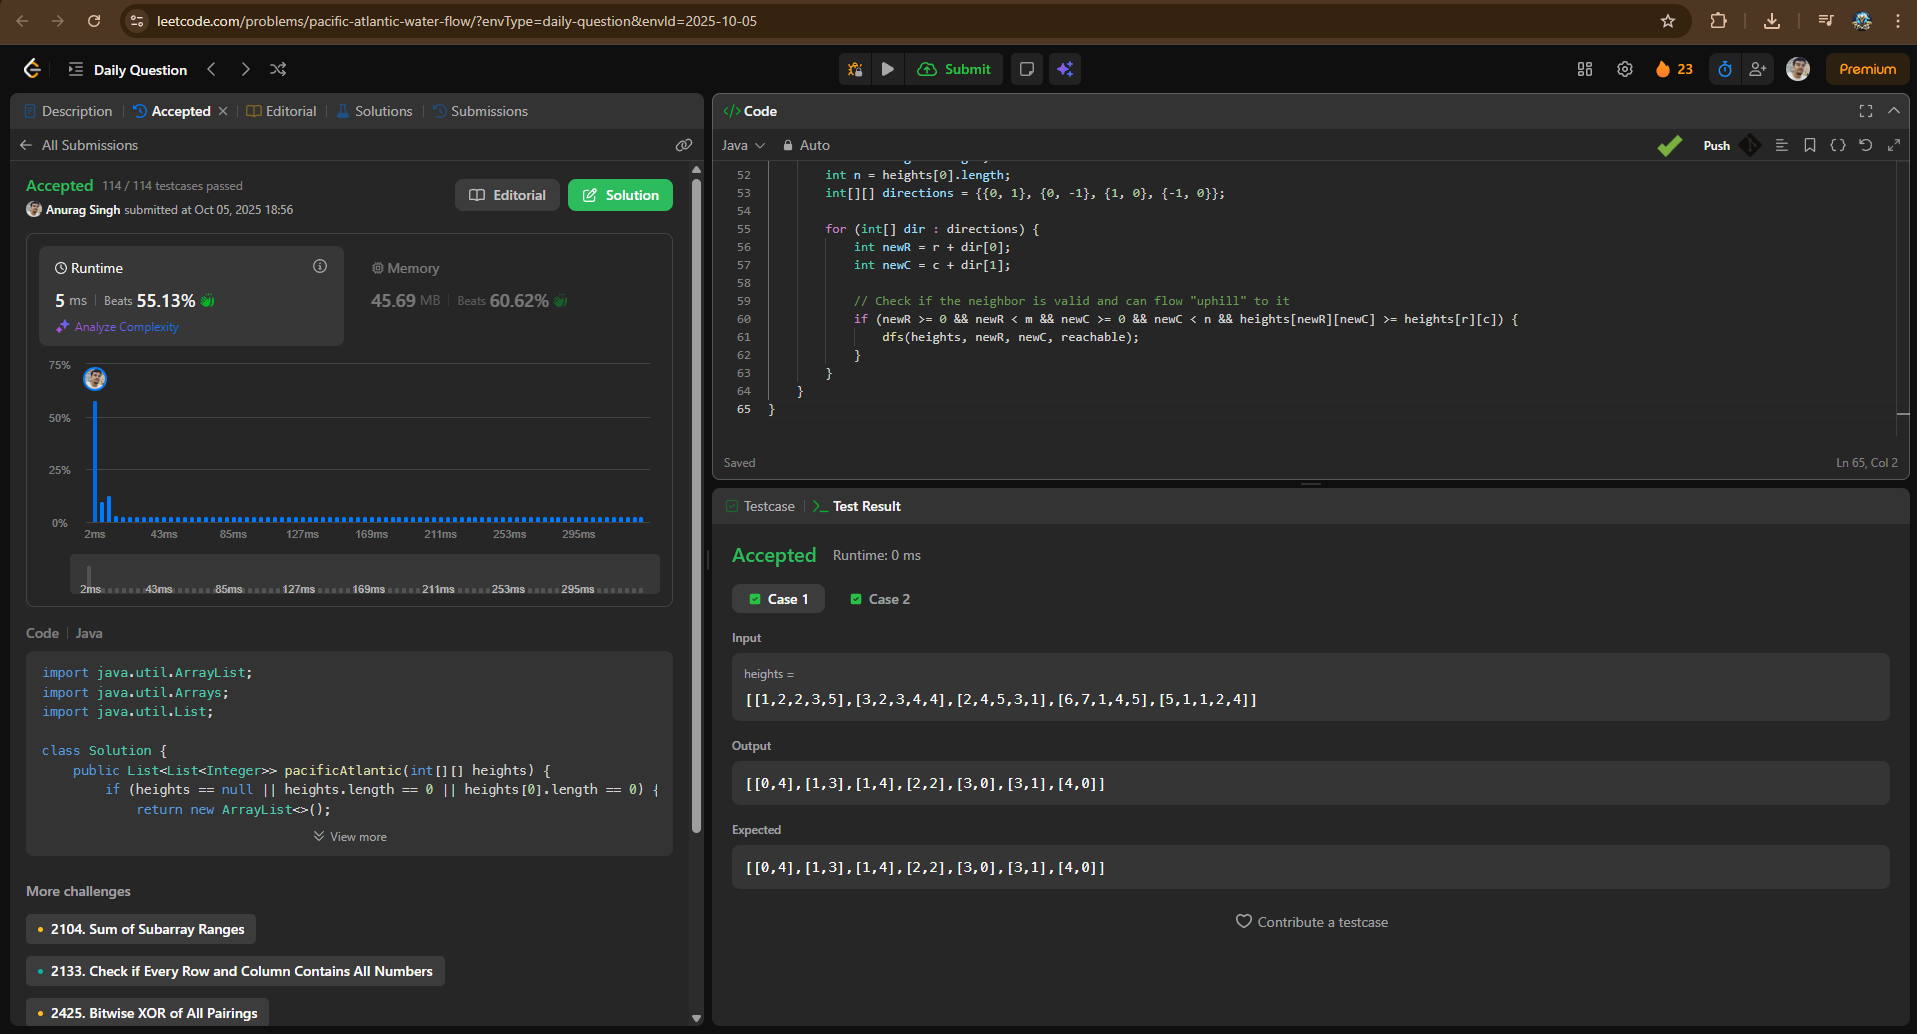 leetcode.com/problems/pacific-atlantic-water-flow/?envType=daily-question&envId=2025-10-05
Daily Question
Submit
23
Premium
Description
Accepted
Editorial
Solutions
Submissions
All Submissions
Accepted 114 / 114 testcases passed
Anurag Singh submitted at Oct 05, 2025 18:56
Editorial
Solution
Runtime
5 ms Beats 55.13%
Analyze Complexity
Memory
45.69 MB Beats 60.62%
75%
50%
25%
0%
2ms 43ms 85ms 127ms 169ms 211ms 253ms 295ms
2ms 43ms 85ms 127ms 169ms 211ms 253ms 295ms
Code Java
import java.util.ArrayList;
import java.util.Arrays;
import java.util.List;
class Solution {
public List<List<Integer>> pacificAtlantic(int[][] heights) {
if (heights == null || heights.length == 0 || heights[0].length == 0) {
return new ArrayList<>();
View more
More challenges
2104. Sum of Subarray Ranges
2133. Check if Every Row and Column Contains All Numbers
2425. Bitwise XOR of All Pairings
</> Code
Java Auto
Push
52 int n = heights[0].length;
53 int[][] directions = {{0, 1}, {0, -1}, {1, 0}, {-1, 0}};
54
55 for (int[] dir : directions) {
56 int newR = r + dir[0];
57 int newC = c + dir[1];
58
59 // Check if the neighbor is valid and can flow "uphill" to it
60 if (newR >= 0 && newR < m && newC >= 0 && newC < n && heights[newR][newC] >= heights[r][c]) {
61 dfs(heights, newR, newC, reachable);
62 }
63 }
64 }
65 }
Saved
Ln 65, Col 2
Testcase
Test Result
Accepted Runtime: 0 ms
Case 1
Case 2
Input
heights =
[[1,2,2,3,5],[3,2,3,4,4],[2,4,5,3,1],[6,7,1,4,5],[5,1,1,2,4]]
Output
[[0,4],[1,3],[1,4],[2,2],[3,0],[3,1],[4,0]]
Expected
[[0,4],[1,3],[1,4],[2,2],[3,0],[3,1],[4,0]]
Contribute a testcase